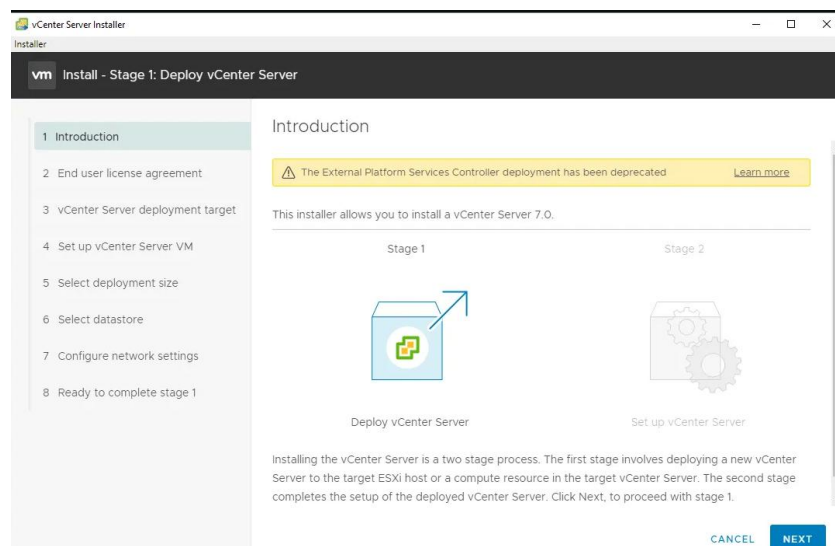 vCenter Server Installer
Installer
vm Install - Stage 1: Deploy vCenter Server
1 Introduction
2 End user license agreement
3 vCenter Server deployment target
4 Set up vCenter Server VM
5 Select deployment size
6 Select datastore
7 Configure network settings
8 Ready to complete stage 1
Introduction
The External Platform Services Controller deployment has been deprecated Learn more
This installer allows you to install a vCenter Server 7.0.
Stage 1 Stage 2
Deploy vCenter Server Set up vCenter Server
Installing the vCenter Server is a two stage process. The first stage involves deploying a new vCenter
Server to the target ESXi host or a compute resource in the target vCenter Server. The second stage
completes the setup of the deployed vCenter Server. Click Next, to proceed with stage 1.
CANCEL NEXT